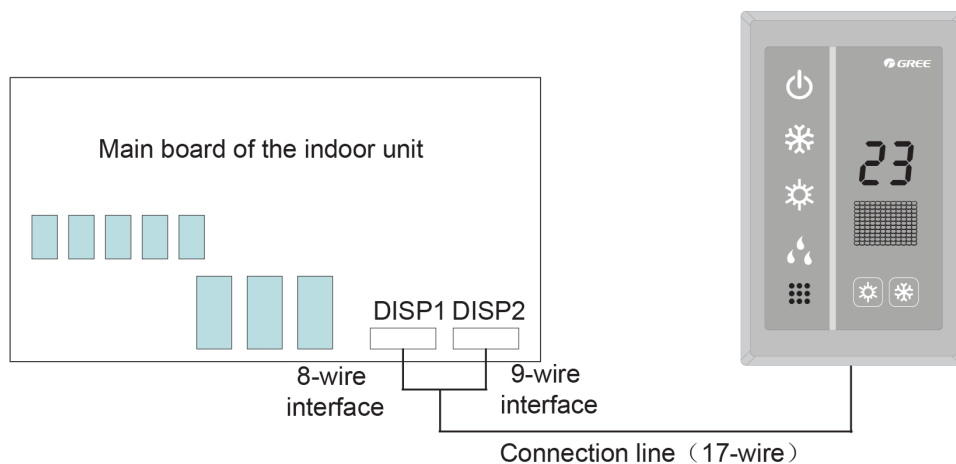 GREE
Main board of the indoor unit
23
DISP1 DISP2
8-wire
interface
9-wire
interface
Connection line（17-wire）